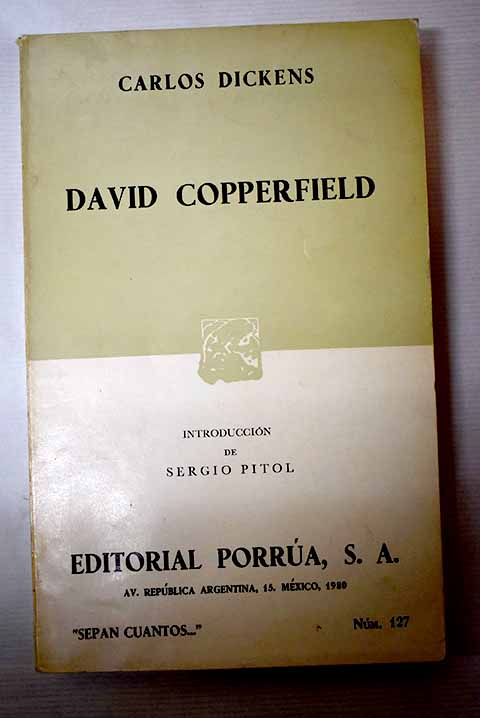 CARLOS DICKENS
DAVID COPPERFIELD
INTRODUCCIÓN
DE
SERGIO PITOL
EDITORIAL PORRÚA, S. A.
AV. REPÚBLICA ARGENTINA, 15. MÉXICO, 1980
"SEPAN CUANTOS..." Núm. 127